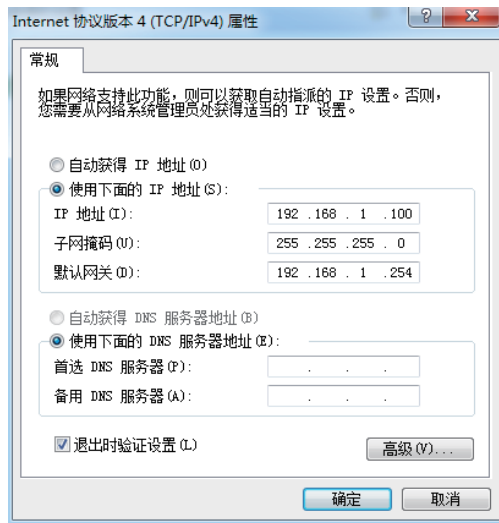 Internet 协议版本 4 (TCP/IPv4) 属性
常规
如果网络支持此功能，则可以获取自动指派的 IP 设置。否则，
您需要从网络系统管理员处获得适当的 IP 设置。
自动获得 IP 地址(O)
使用下面的 IP 地址(S):
IP 地址(I): 192 .168 . 1 .100
子网掩码(U): 255 .255 .255 . 0
默认网关(D): 192 .168 . 1 .254
自动获得 DNS 服务器地址(B)
使用下面的 DNS 服务器地址(E):
首选 DNS 服务器(P): . . .
备用 DNS 服务器(A): . . .
退出时验证设置(L)
高级(V)...
确定 取消